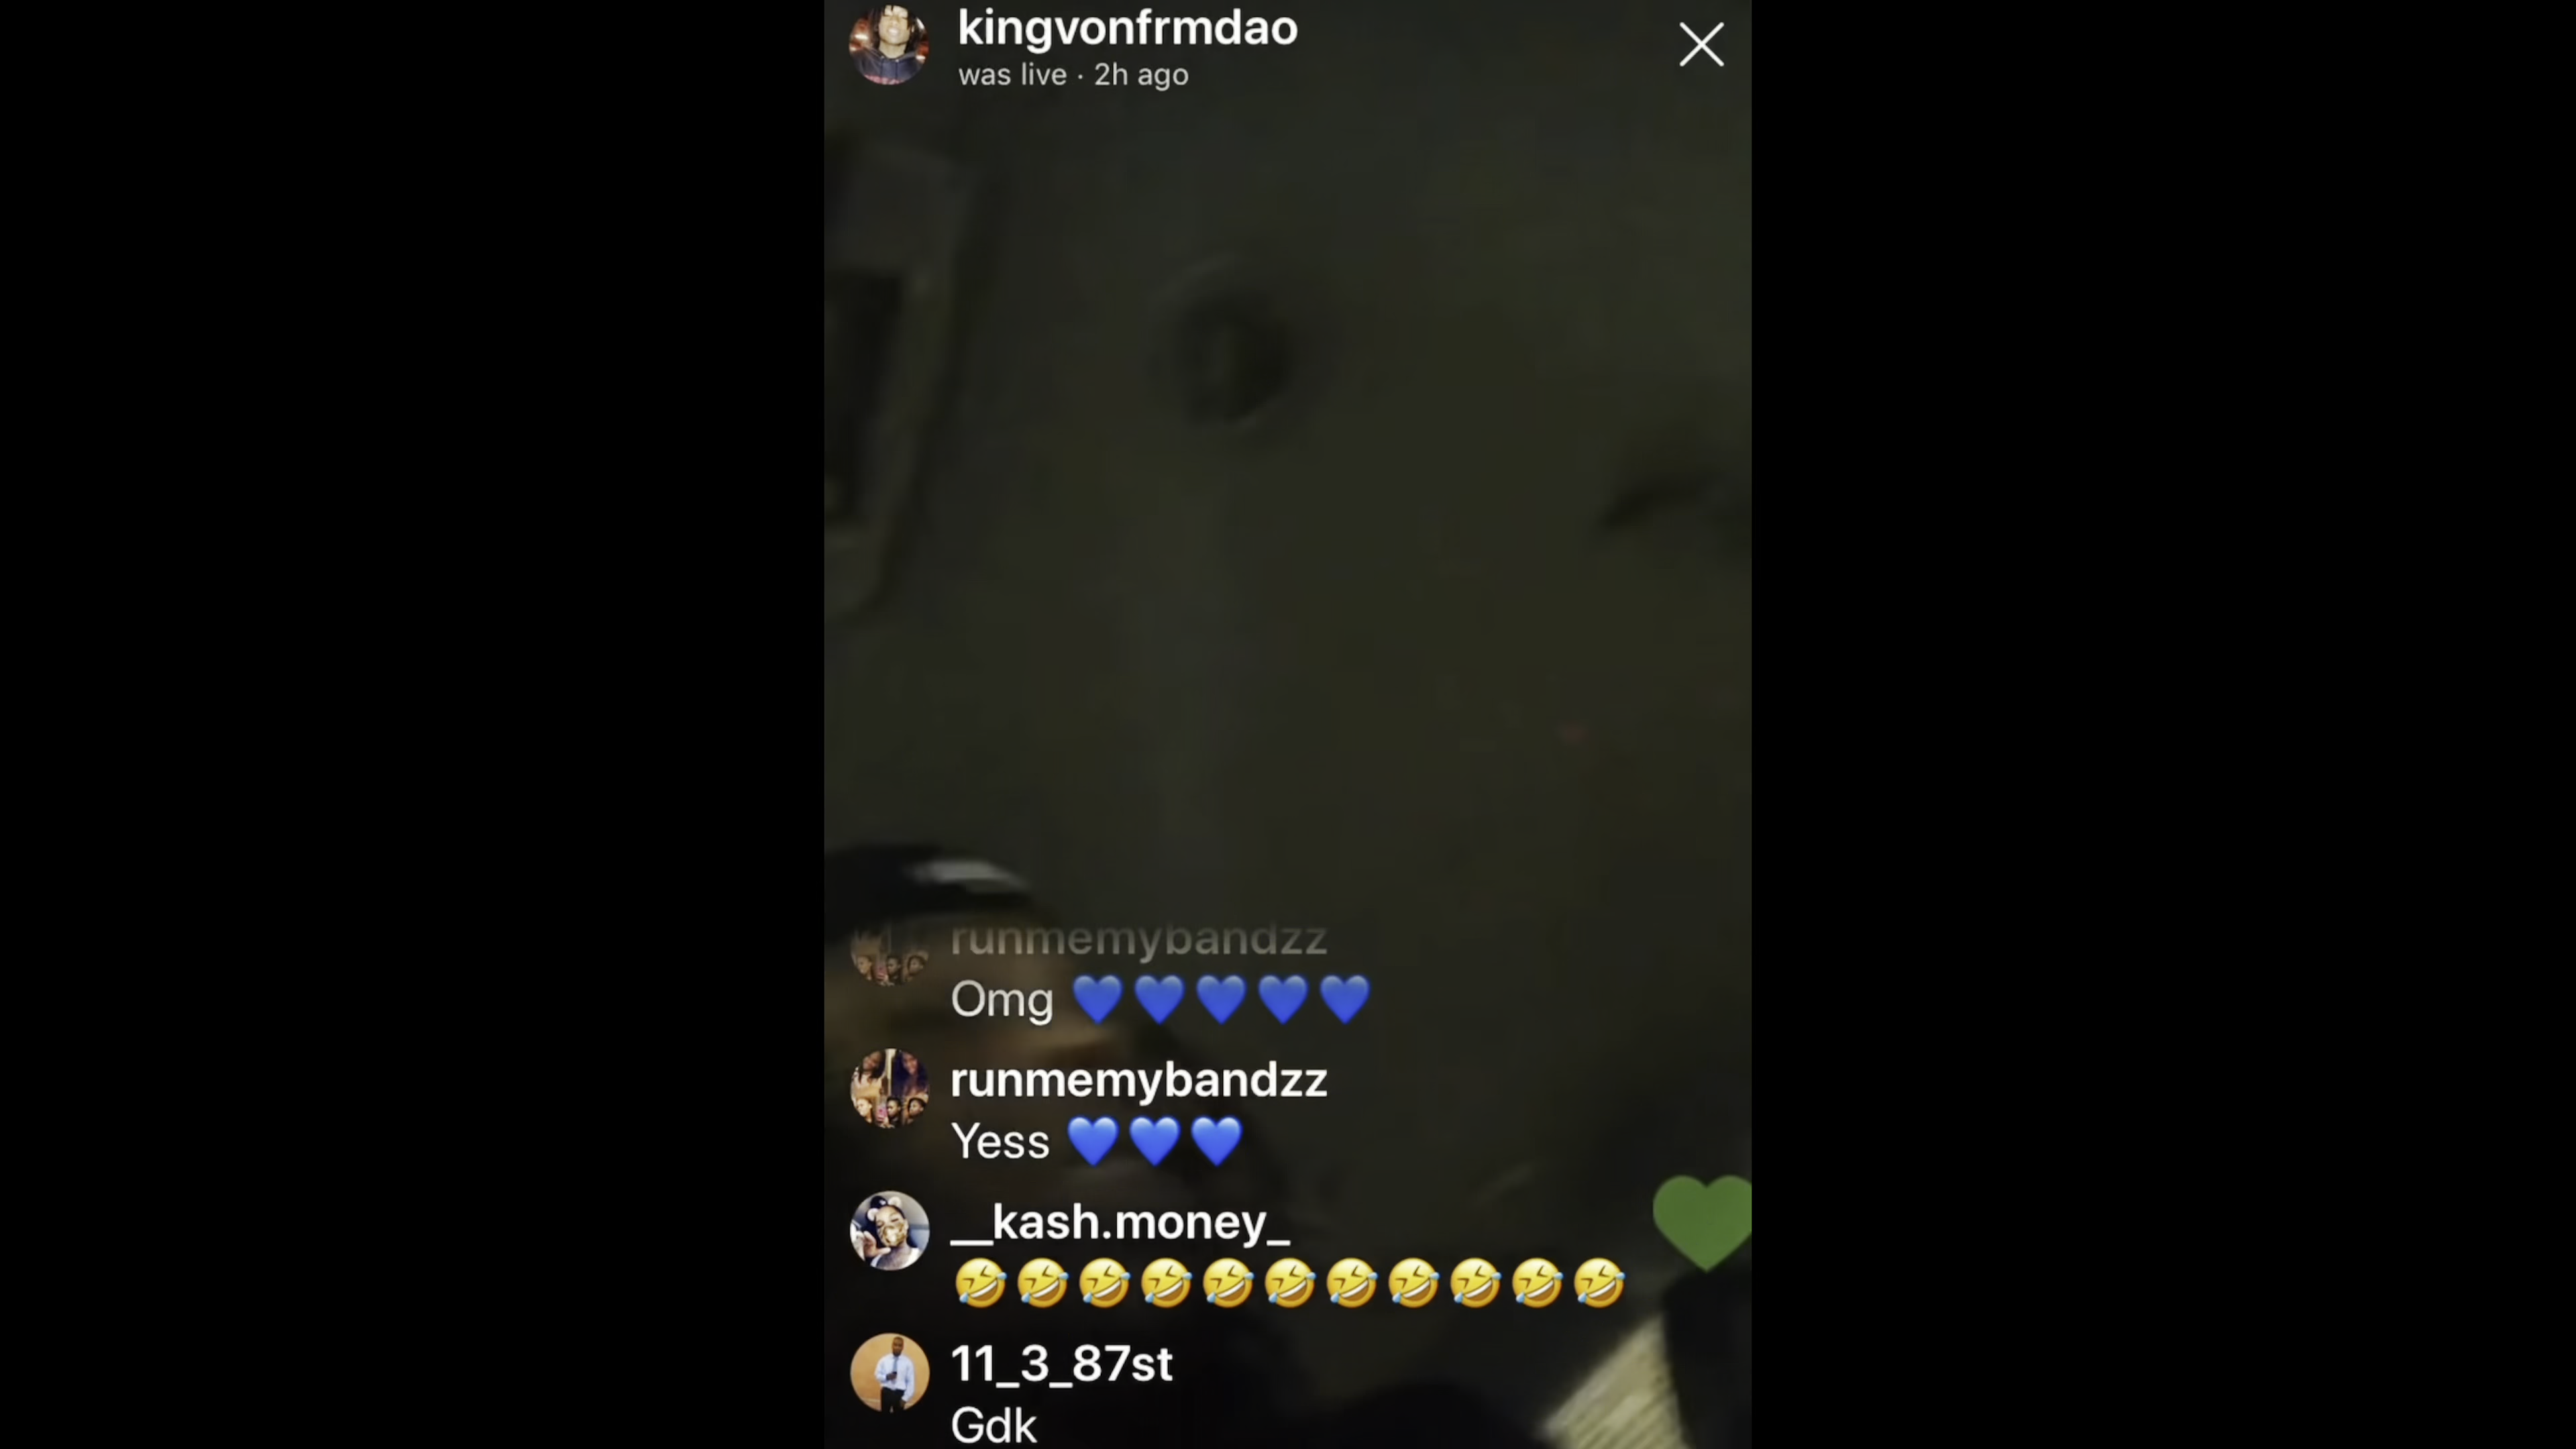 kingvonfrmdao
was live · 2h ago
runmemybandzz
Omg 💙💙💙💙💙
runmemybandzz
Yess 💙💙💙
__kash.money_
🤣🤣🤣🤣🤣🤣🤣🤣🤣🤣🤣
11_3_87st
Gdk